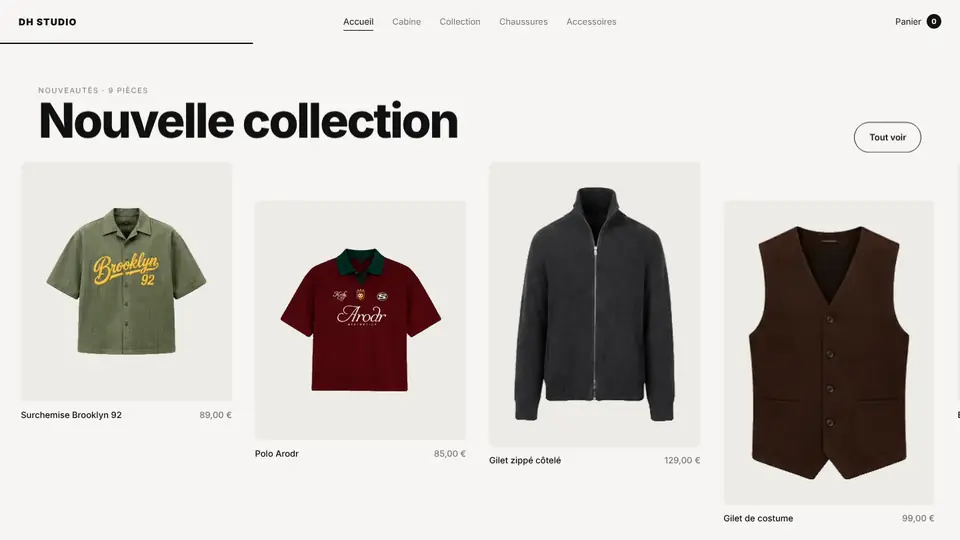 DH STUDIO
Accueil
Cabine
Collection
Chaussures
Accessoires
Panier
0
NOUVEAUTÉS · 9 PIÈCES
Nouvelle collection
Tout voir
Brooklyn
92
Surchemise Brooklyn 92
89,00 €
Arodr
Polo Arodr
85,00 €
Gilet zippé côtelé
129,00 €
Gilet de costume
99,00 €